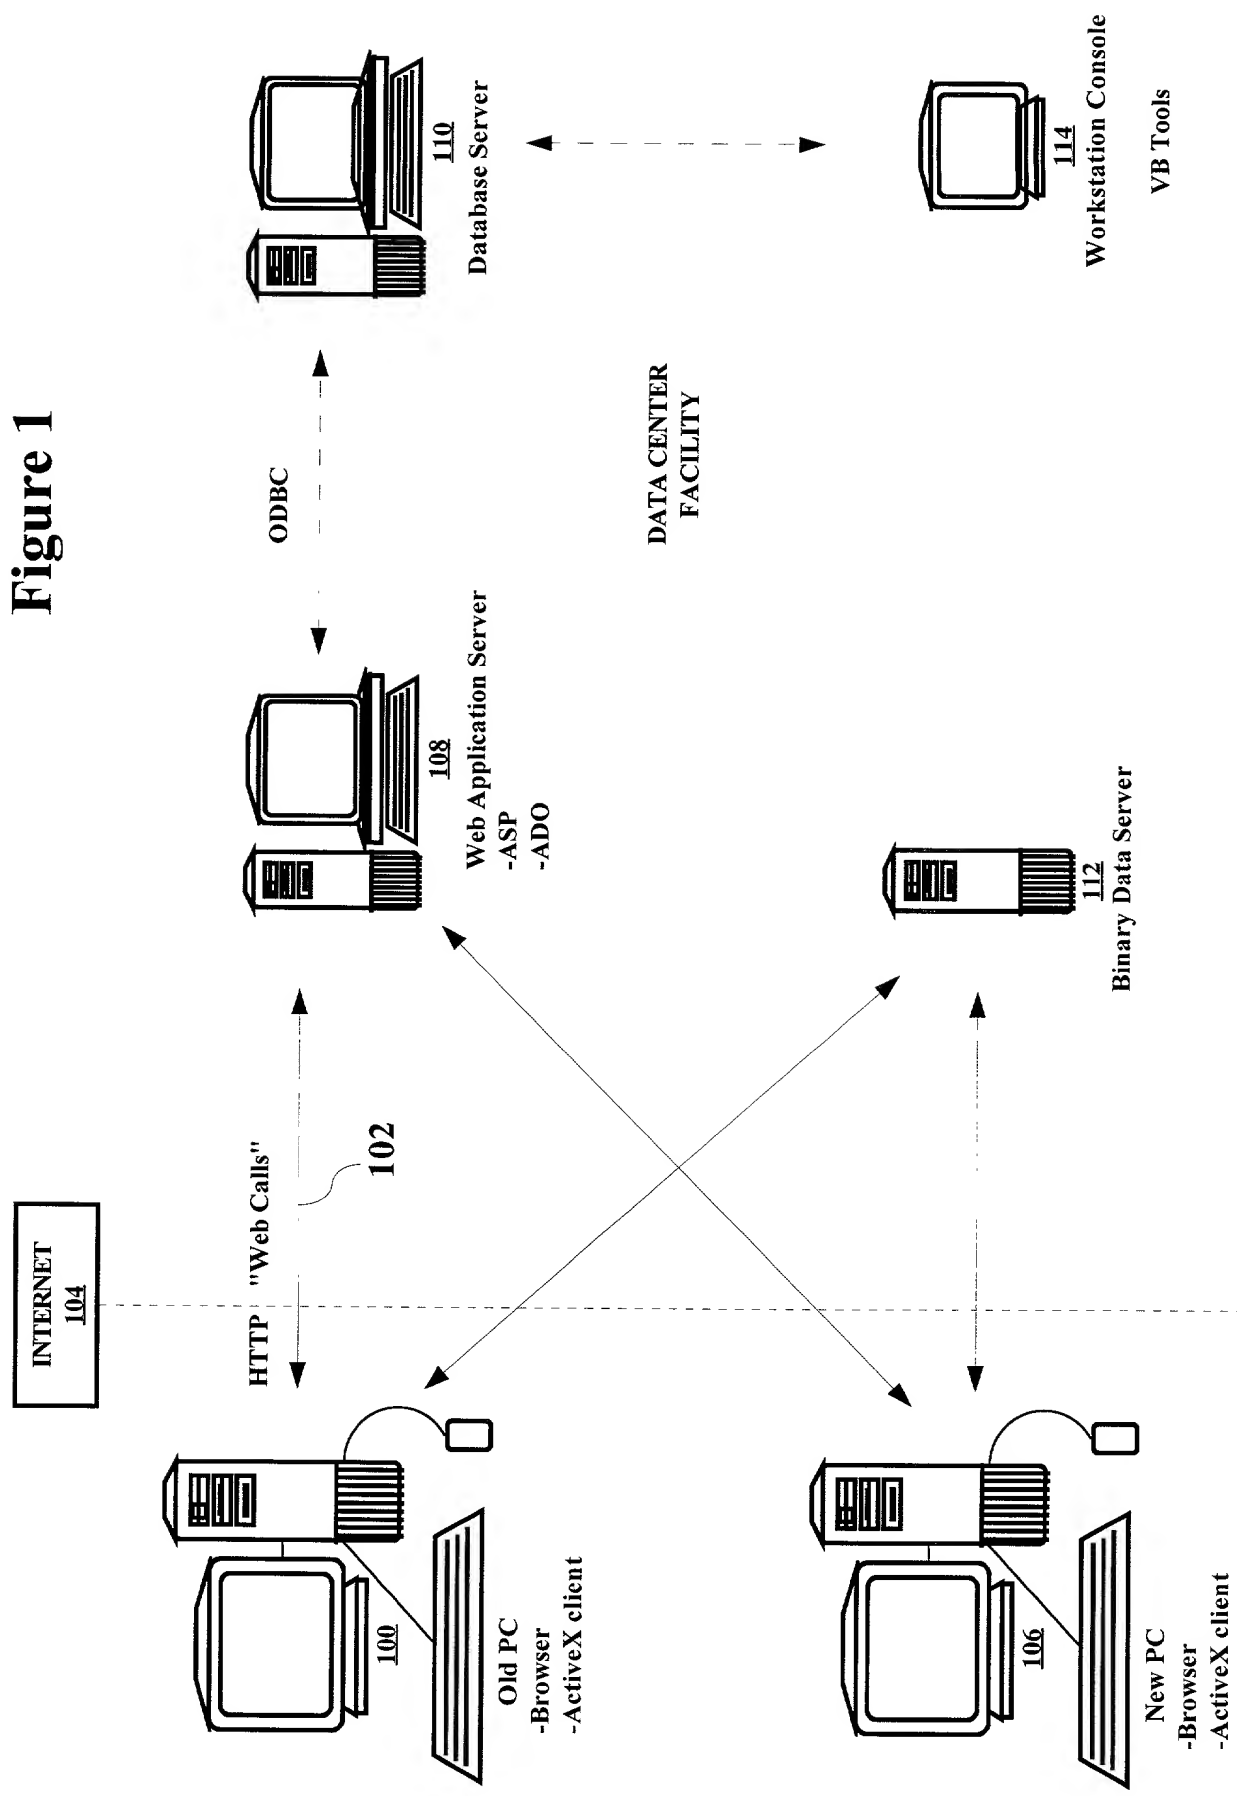 Figure 1
INTERNET
104
HTTP "Web Calls"
102
ODBC
100
Old PC
-Browser
-ActiveX client
108
Web Application Server
-ASP
-ADO
110
Database Server
DATA CENTER
FACILITY
106
New PC
-Browser
-ActiveX client
112
Binary Data Server
114
Workstation Console
VB Tools